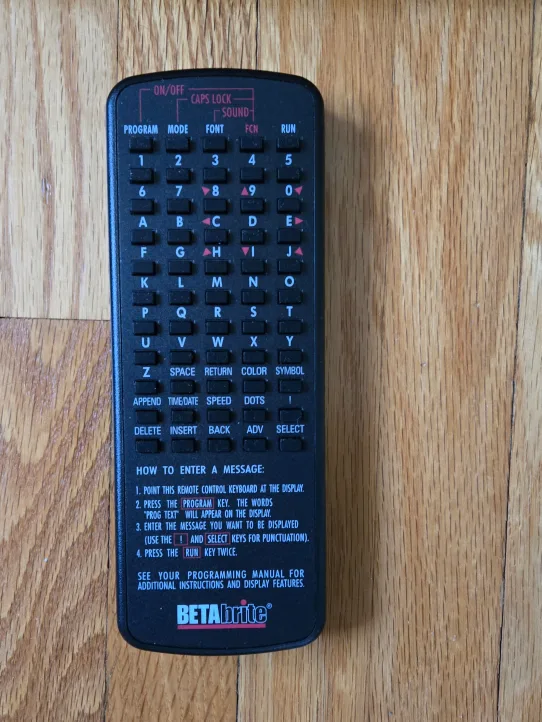 ON/OFF
CAPS LOCK
SOUND
PROGRAM MODE FONT FCN RUN
1 2 3 4 5
6 7 8 9 0
A B C D E
F G H I J
K L M N O
P Q R S T
U V W X Y
Z SPACE RETURN COLOR SYMBOL
APPEND TIME/DATE SPEED DOTS !
DELETE INSERT BACK ADV SELECT
HOW TO ENTER A MESSAGE:
1. POINT THIS REMOTE CONTROL KEYBOARD AT THE DISPLAY.
2. PRESS THE PROGRAM KEY. THE WORDS
"PROG TEXT" WILL APPEAR ON THE DISPLAY.
3. ENTER THE MESSAGE YOU WANT TO BE DISPLAYED
(USE THE ! AND SELECT KEYS FOR PUNCTUATION).
4. PRESS THE RUN KEY TWICE.
SEE YOUR PROGRAMMING MANUAL FOR
ADDITIONAL INSTRUCTIONS AND DISPLAY FEATURES.
BETAbrite®